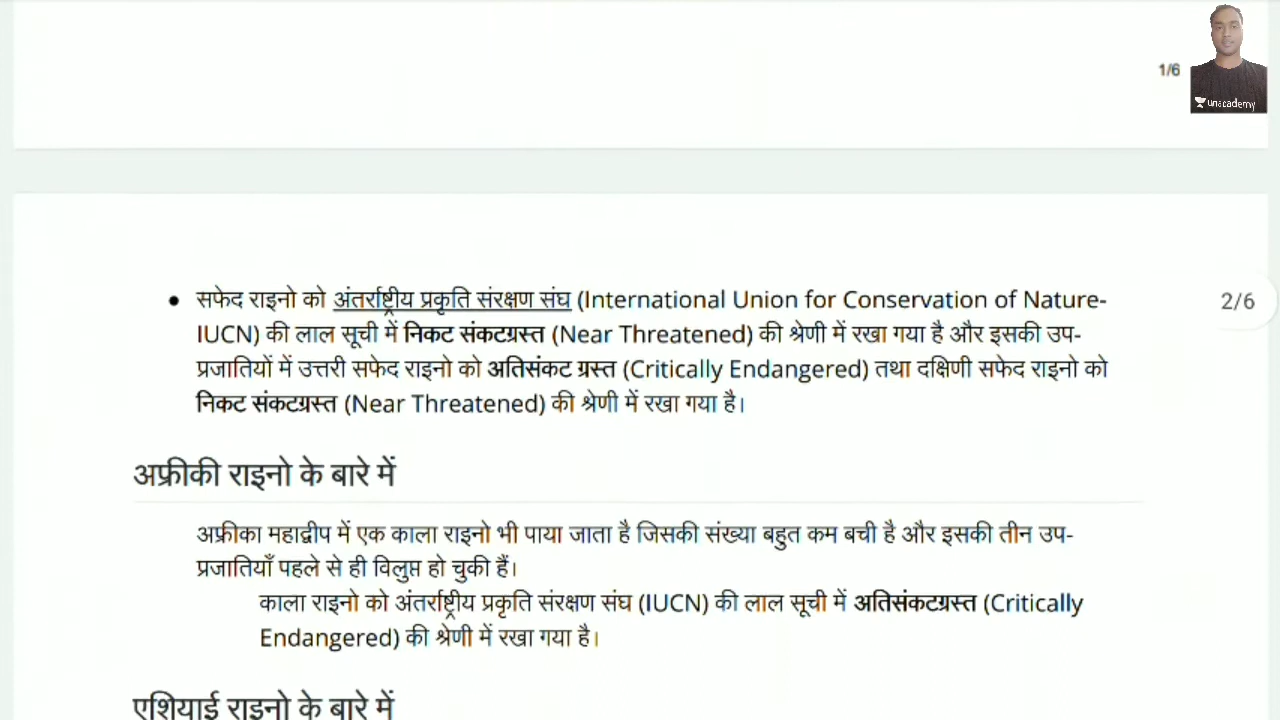 1/6
unacademy
• सफेद राइनो को अंतर्राष्ट्रीय प्रकृति संरक्षण संघ (International Union for Conservation of Nature-
2/6
IUCN) की लाल सूची में निकट संकटग्रस्त (Near Threatened) की श्रेणी में रखा गया है और इसकी उप-
प्रजातियों में उत्तरी सफेद राइनो को अतिसंकट ग्रस्त (Critically Endangered) तथा दक्षिणी सफेद राइनो को
निकट संकटग्रस्त (Near Threatened) की श्रेणी में रखा गया है।
अफ्रीकी राइनो के बारे में
अफ्रीका महाद्वीप में एक काला राइनो भी पाया जाता है जिसकी संख्या बहुत कम बची है और इसकी तीन उप-
प्रजातियाँ पहले से ही विलुप्त हो चुकी हैं।
काला राइनो को अंतर्राष्ट्रीय प्रकृति संरक्षण संघ (IUCN) की लाल सूची में अतिसंकटग्रस्त (Critically
Endangered) की श्रेणी में रखा गया है।
एशियाई राइनो के बारे में